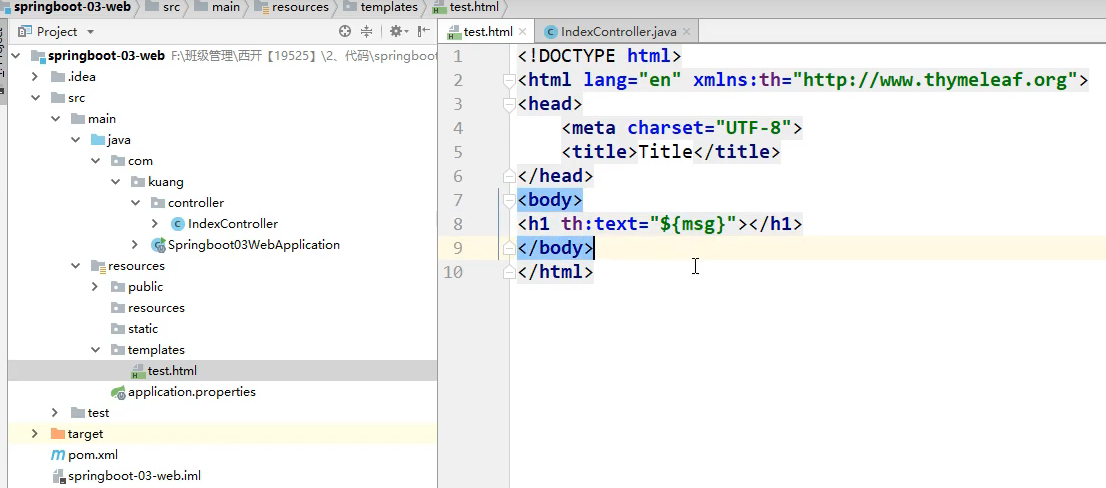 springboot-03-web src main resources templates test.html
Project
springboot-03-web F:\班级管理\西开【19525】\2、代码\springboot
.idea
src
main
java
com
kuang
controller
IndexController
Springboot03WebApplication
resources
public
resources
static
templates
test.html
application.properties
test
target
pom.xml
springboot-03-web.iml
test.html IndexController.java
1 <!DOCTYPE html>
2 <html lang="en" xmlns:th="http://www.thymeleaf.org">
3 <head>
4 <meta charset="UTF-8">
5 <title>Title</title>
6 </head>
7 <body>
8 <h1 th:text="${msg}"></h1>
9 </body>
10 </html>